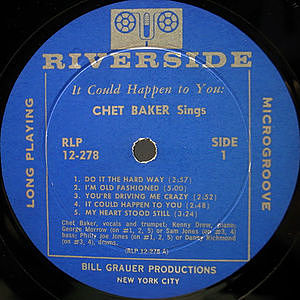 RIVERSIDE
It Could Happen to You:
CHET BAKER Sings
RLP
12-278
SIDE
1
LONG PLAYING
MICROGROOVE
1. DO IT THE HARD WAY (2:57)
2. I'M OLD FASHIONED (5:00)
3. YOU'RE DRIVING ME CRAZY (2:52)
4. IT COULD HAPPEN TO YOU (2:48)
5. MY HEART STOOD STILL (3:24)
Chet Baker, vocals and trumpet; Kenny Drew, piano;
George Morrow (on #1, 2, 5) or Sam Jones (on #3, 4),
bass; Philly Joe Jones (on #1, 2, 5) or Danny Richmond
(on #3, 4), drums.
(RLP 12-278 A)
BILL GRAUER PRODUCTIONS
NEW YORK CITY